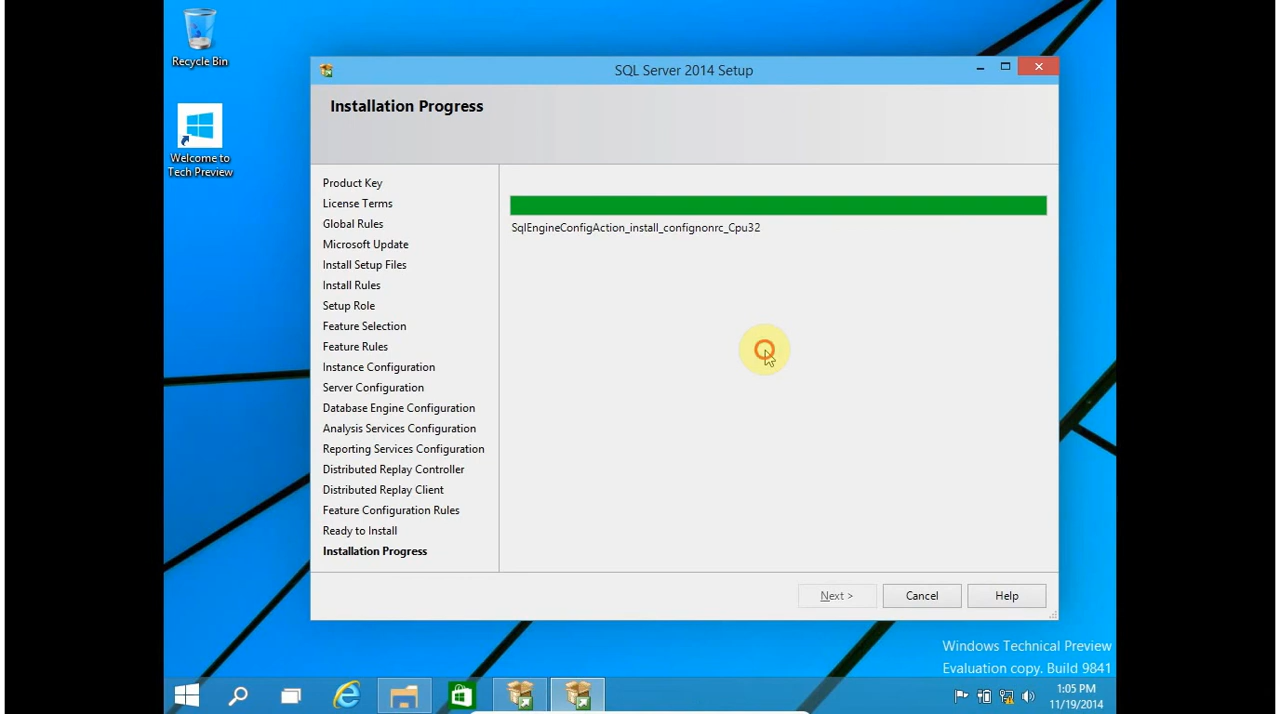 Recycle Bin
Welcome to
Tech Preview
SQL Server 2014 Setup
Installation Progress
Product Key
License Terms
Global Rules
Microsoft Update
Install Setup Files
Install Rules
Setup Role
Feature Selection
Feature Rules
Instance Configuration
Server Configuration
Database Engine Configuration
Analysis Services Configuration
Reporting Services Configuration
Distributed Replay Controller
Distributed Replay Client
Feature Configuration Rules
Ready to Install
Installation Progress
SqlEngineConfigAction_install_confignonrc_Cpu32
Next >
Cancel
Help
Windows Technical Preview
Evaluation copy. Build 9841
1:05 PM
11/19/2014